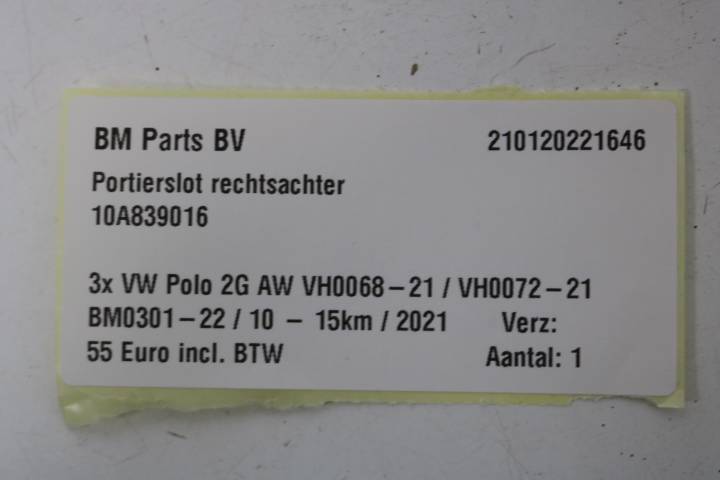 BM Parts BV 210120221646
Portierslot rechtsachter
10A839016
3x VW Polo 2G AW VH0068-21 / VH0072-21
BM0301-22 / 10 - 15km / 2021 Verz:
55 Euro incl. BTW Aantal: 1